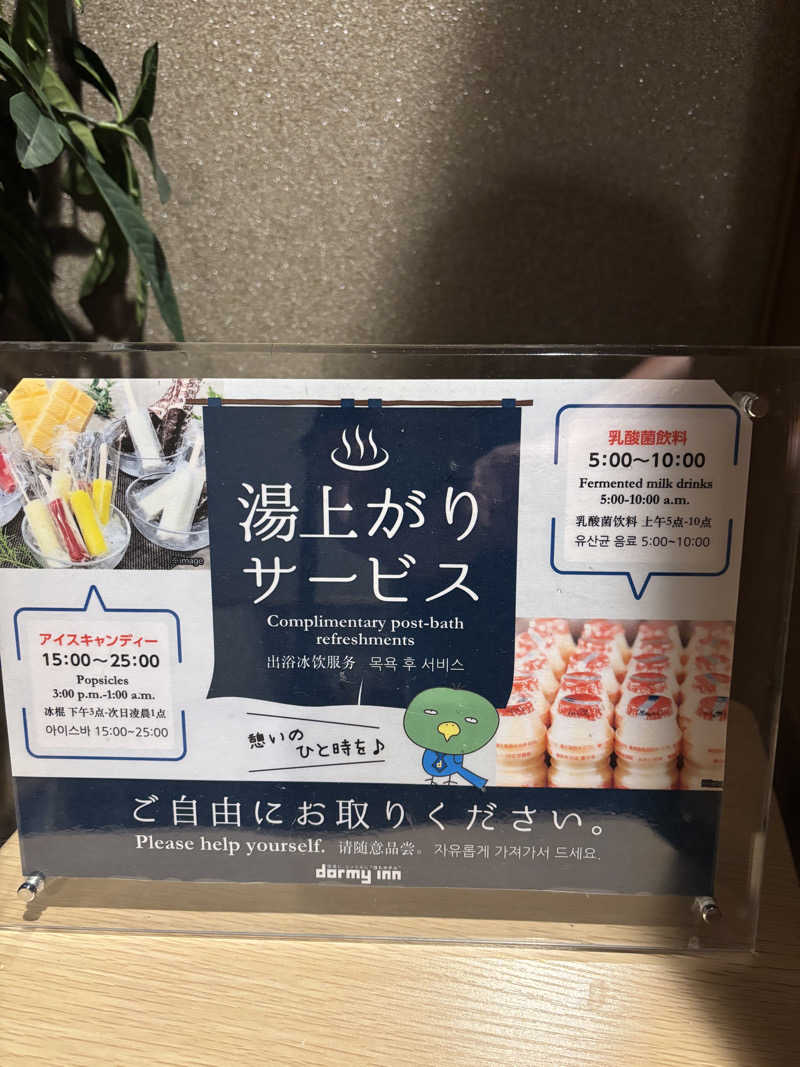 湯上がり
サービス
Complimentary post-bath
refreshments
出浴冰饮服务 목욕 후 서비스
乳酸菌飲料
5:00〜10:00
Fermented milk drinks
5:00-10:00 a.m.
乳酸菌饮料 上午5点-10点
유산균 음료 5:00~10:00
アイスキャンディー
15:00〜25:00
Popsicles
3:00 p.m.-1:00 a.m.
冰棍 下午3点-次日凌晨1点
아이스바 15:00~25:00
憩いの
ひと時を♪
ご自由にお取りください。
Please help yourself. 请随意品尝。 자유롭게 가져가서 드세요.
dormy inn